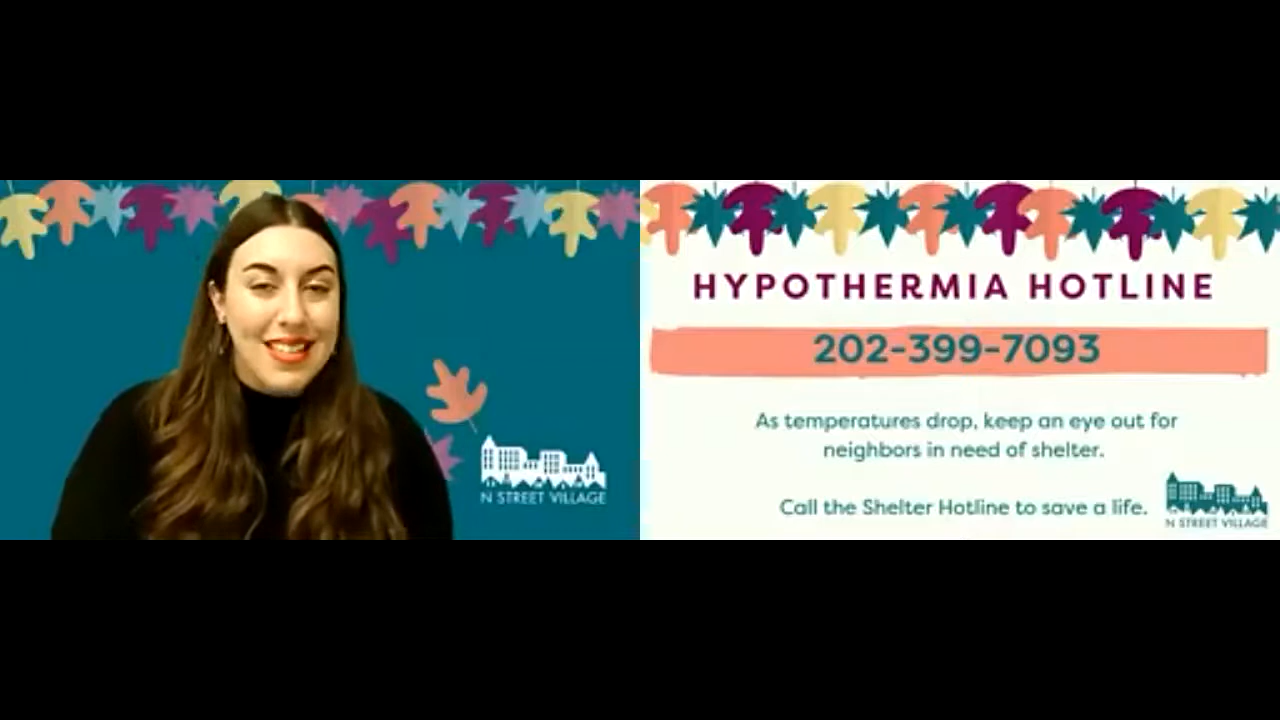 N STREET VILLAGE
HYPOTHERMIA HOTLINE
202-399-7093
As temperatures drop, keep an eye out for
neighbors in need of shelter.
Call the Shelter Hotline to save a life.
N STREET VILLAGE